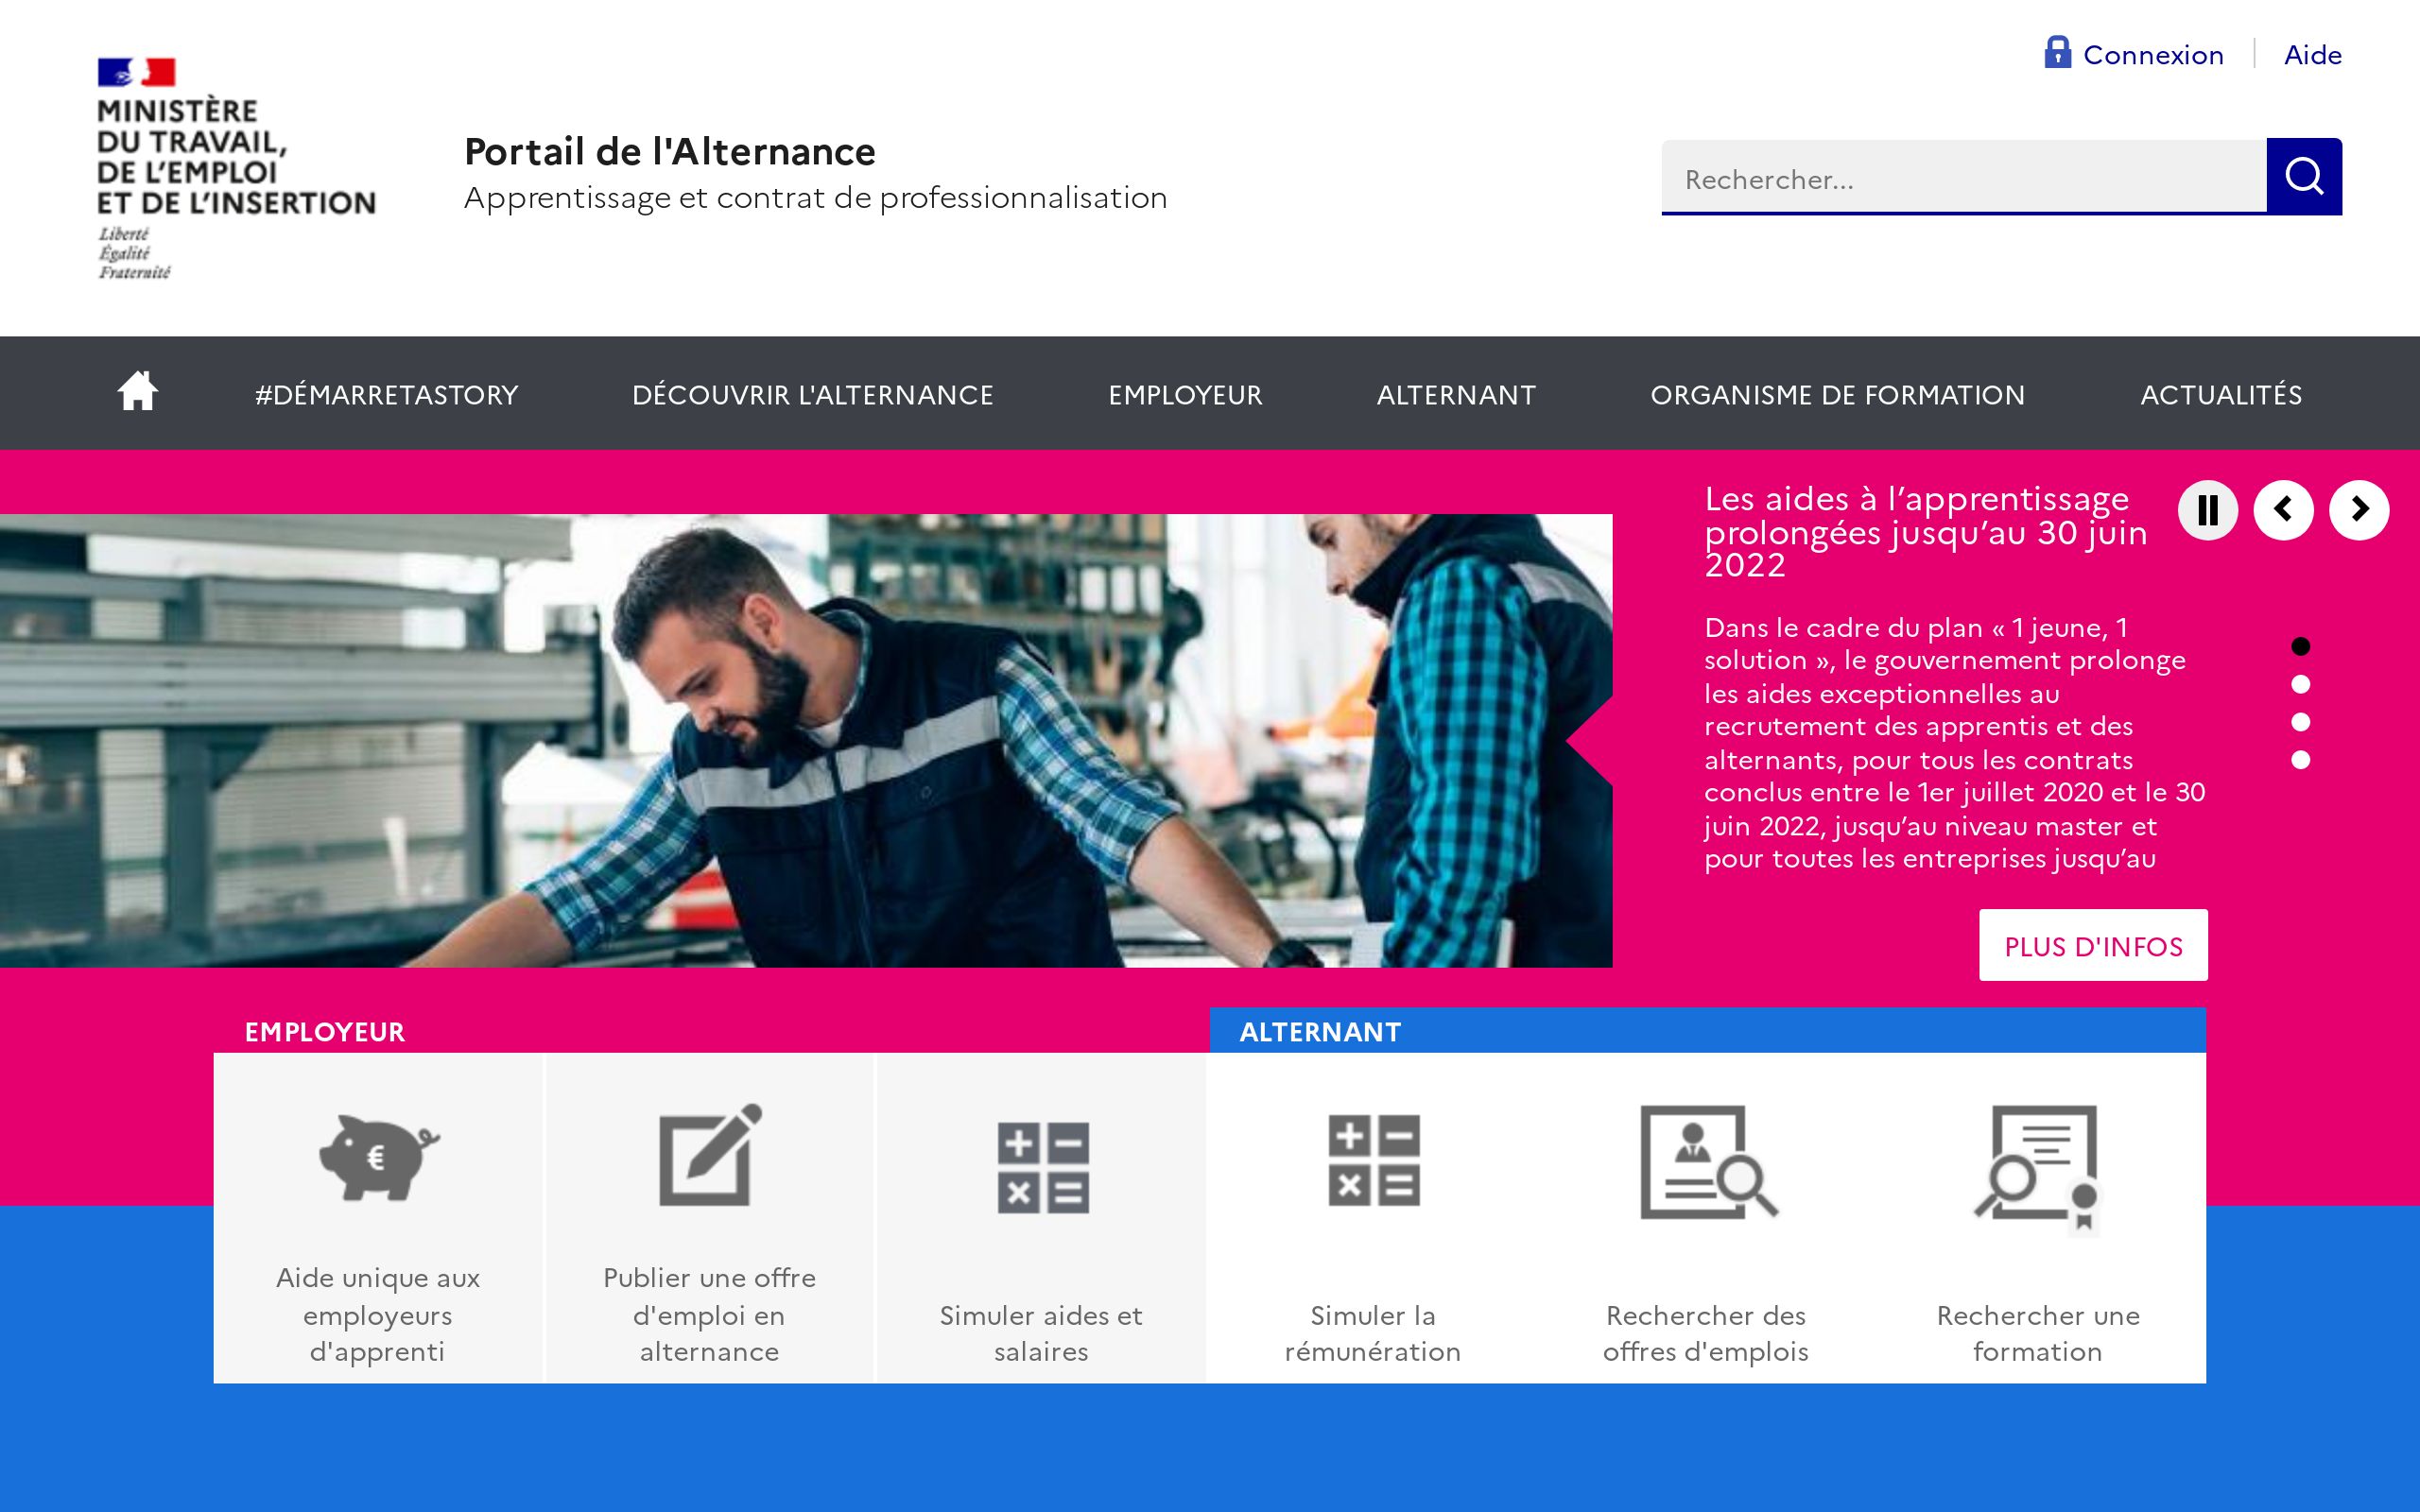 Connexion
Aide
MINISTÈRE
DU TRAVAIL,
DE L'EMPLOI
ET DE L'INSERTION
Liberté
Égalité
Fraternité
Portail de l'Alternance
Apprentissage et contrat de professionnalisation
Rechercher...
#DÉMARRETASTORY
DÉCOUVRIR L'ALTERNANCE
EMPLOYEUR
ALTERNANT
ORGANISME DE FORMATION
ACTUALITÉS
Les aides à l’apprentissage
prolongées jusqu’au 30 juin
2022
Dans le cadre du plan « 1 jeune, 1
solution », le gouvernement prolonge
les aides exceptionnelles au
recrutement des apprentis et des
alternants, pour tous les contrats
conclus entre le 1er juillet 2020 et le 30
juin 2022, jusqu’au niveau master et
pour toutes les entreprises jusqu’au
PLUS D'INFOS
EMPLOYEUR
Aide unique aux
employeurs
d'apprenti
Publier une offre
d'emploi en
alternance
Simuler aides et
salaires
ALTERNANT
Simuler la
rémunération
Rechercher des
offres d'emplois
Rechercher une
formation